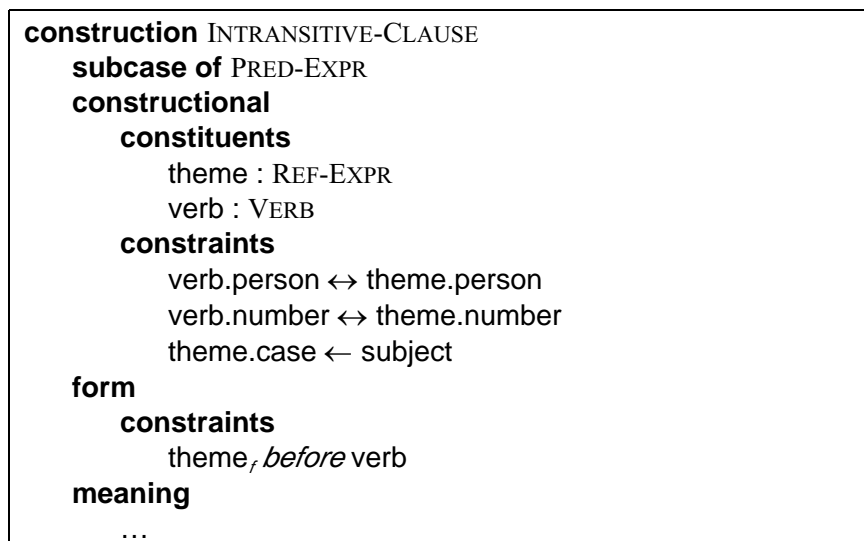 construction INTRANSITIVE-CLAUSE
subcase of PRED-EXPR
constructional
constituents
theme : REF-EXPR
verb : VERB
constraints
verb.person ↔ theme.person
verb.number ↔ theme.number
theme.case ← subject
form
constraints
theme_f before verb
meaning
…